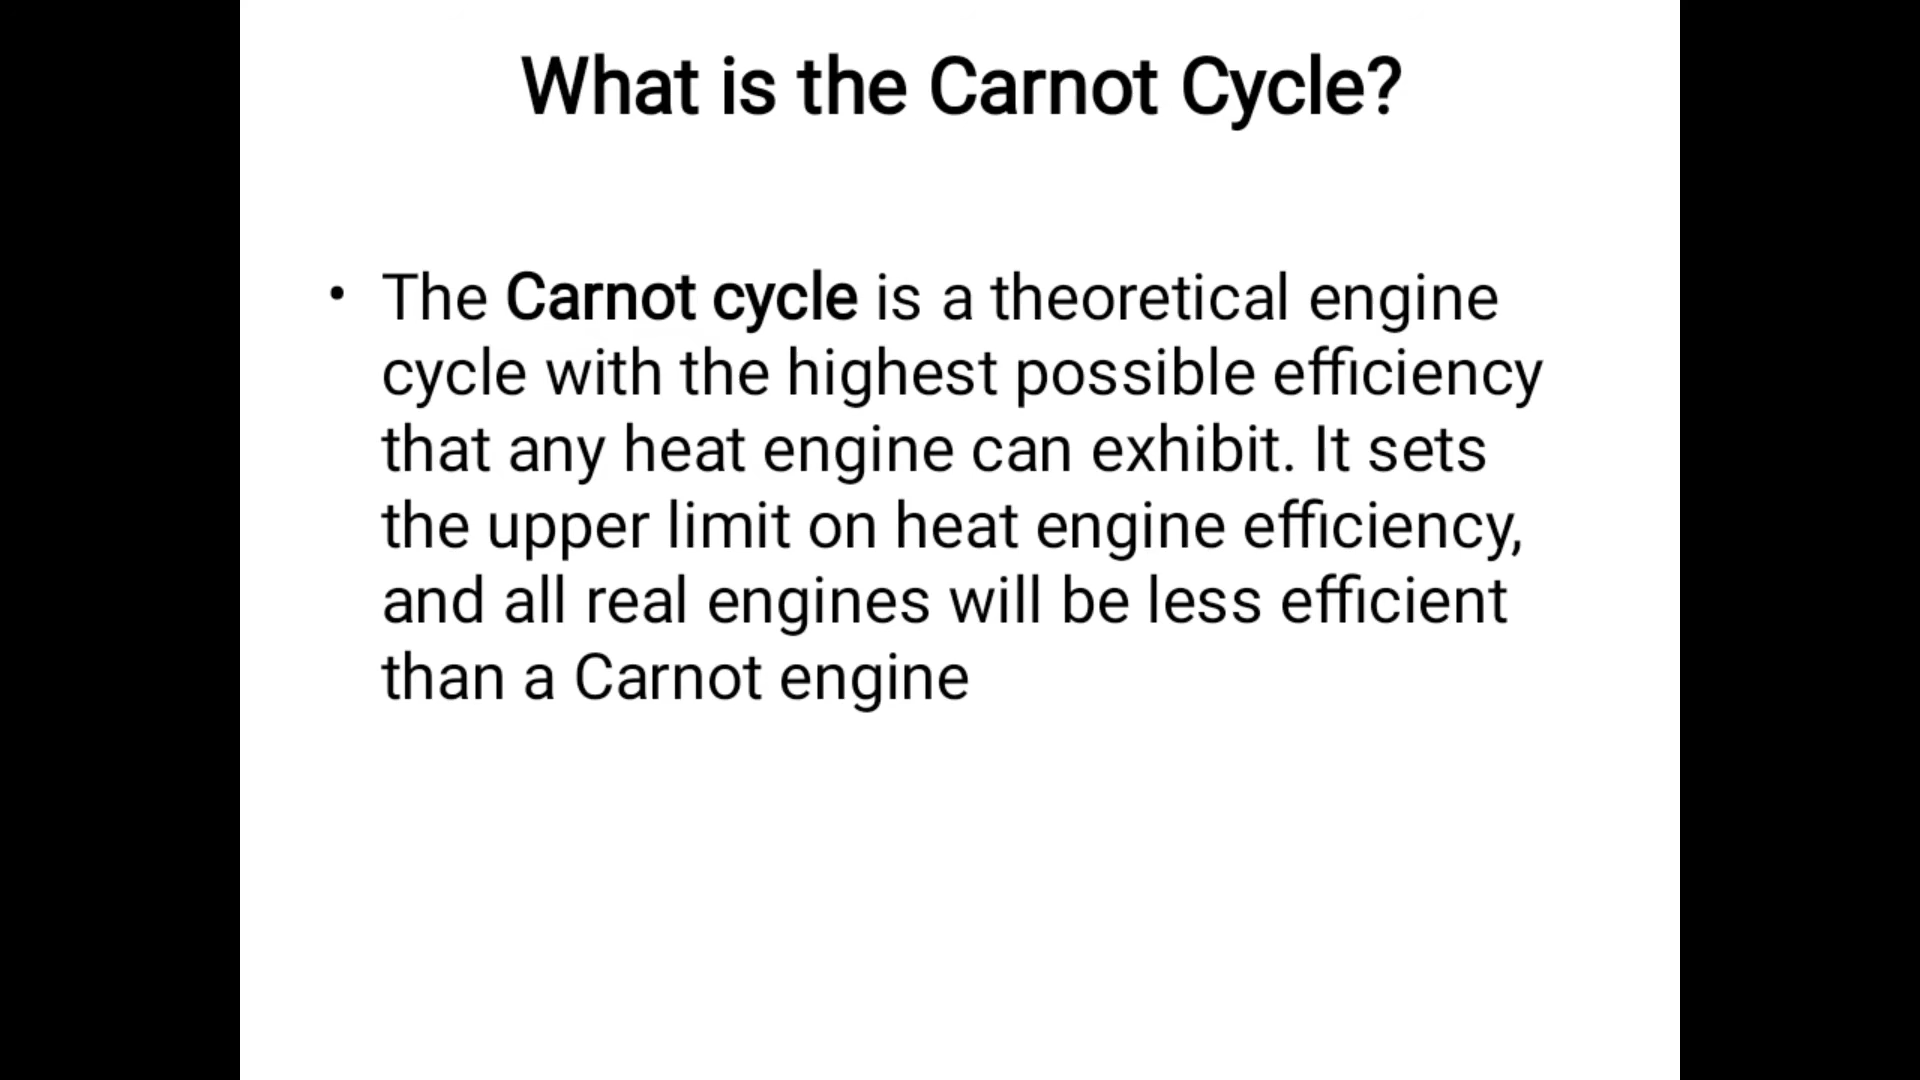 What is the Carnot Cycle?
• The Carnot cycle is a theoretical engine
cycle with the highest possible efficiency
that any heat engine can exhibit. It sets
the upper limit on heat engine efficiency,
and all real engines will be less efficient
than a Carnot engine